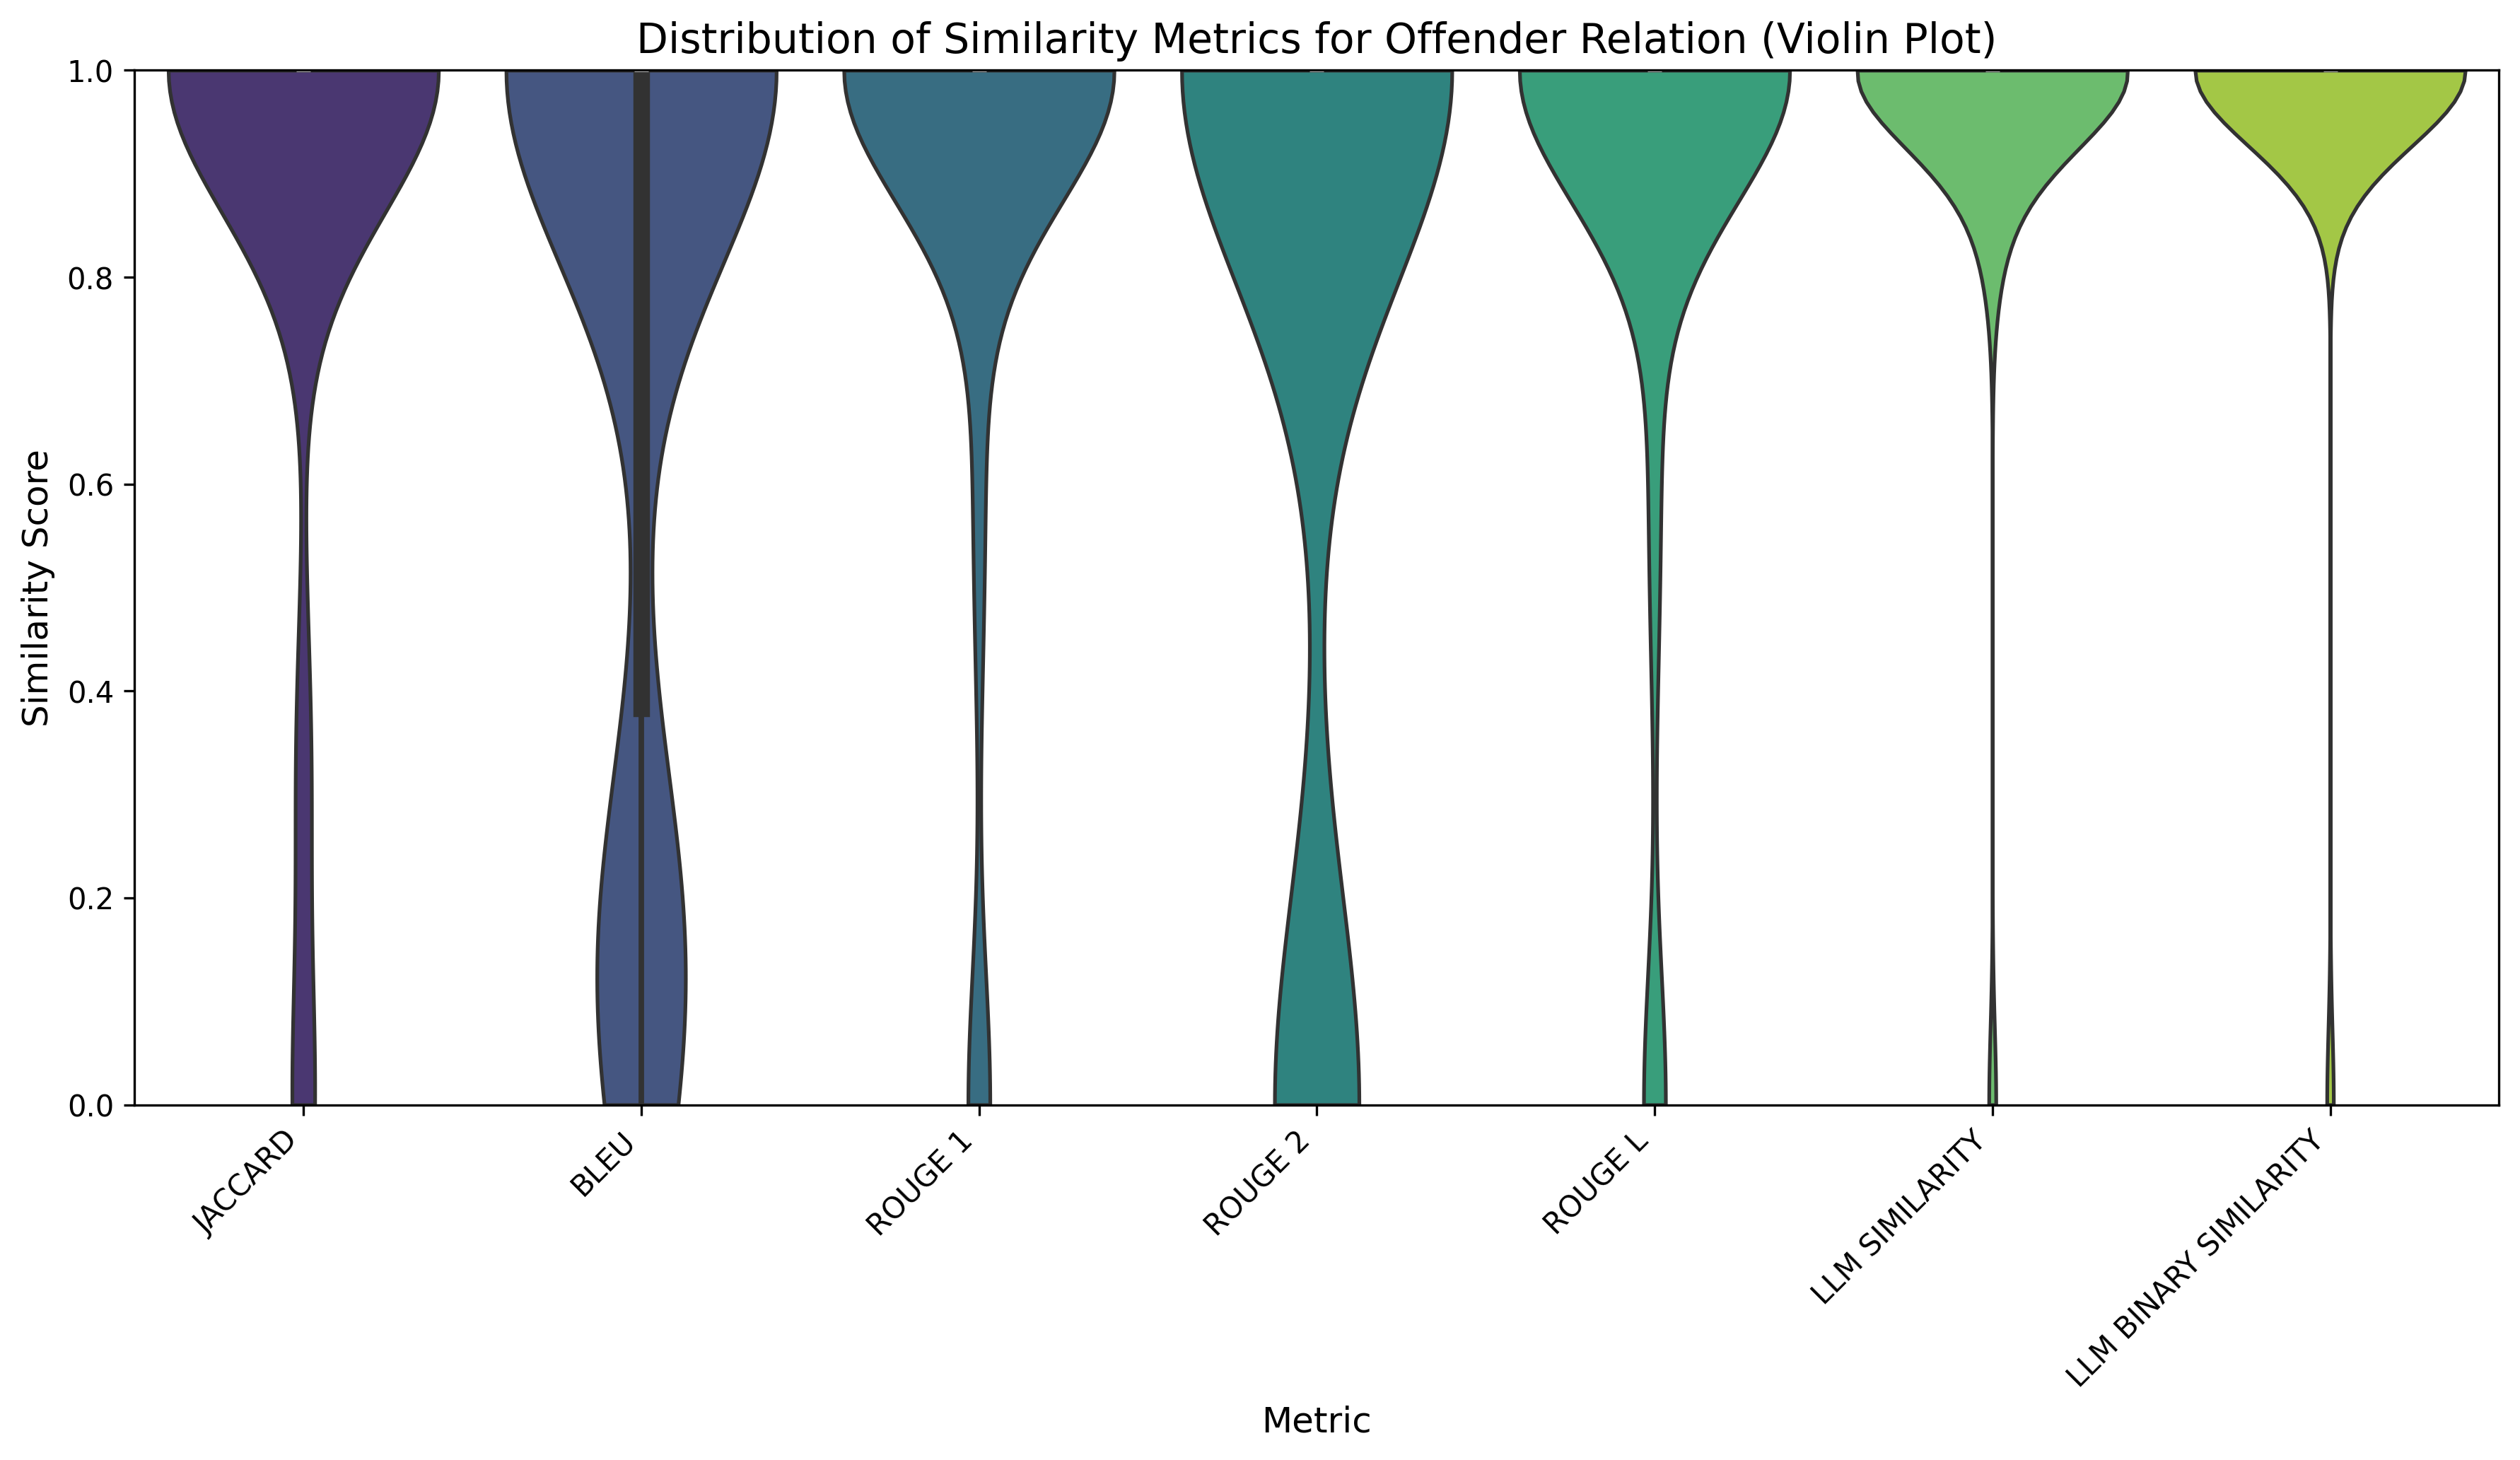 Distribution of Similarity Metrics for Offender Relation (Violin Plot)
1.0
0.8
0.6
0.4
0.2
0.0
Similarity Score
JACCARD
BLEU
ROUGE 1
ROUGE 2
ROUGE L
LLM SIMILARITY
LLM BINARY SIMILARITY
Metric